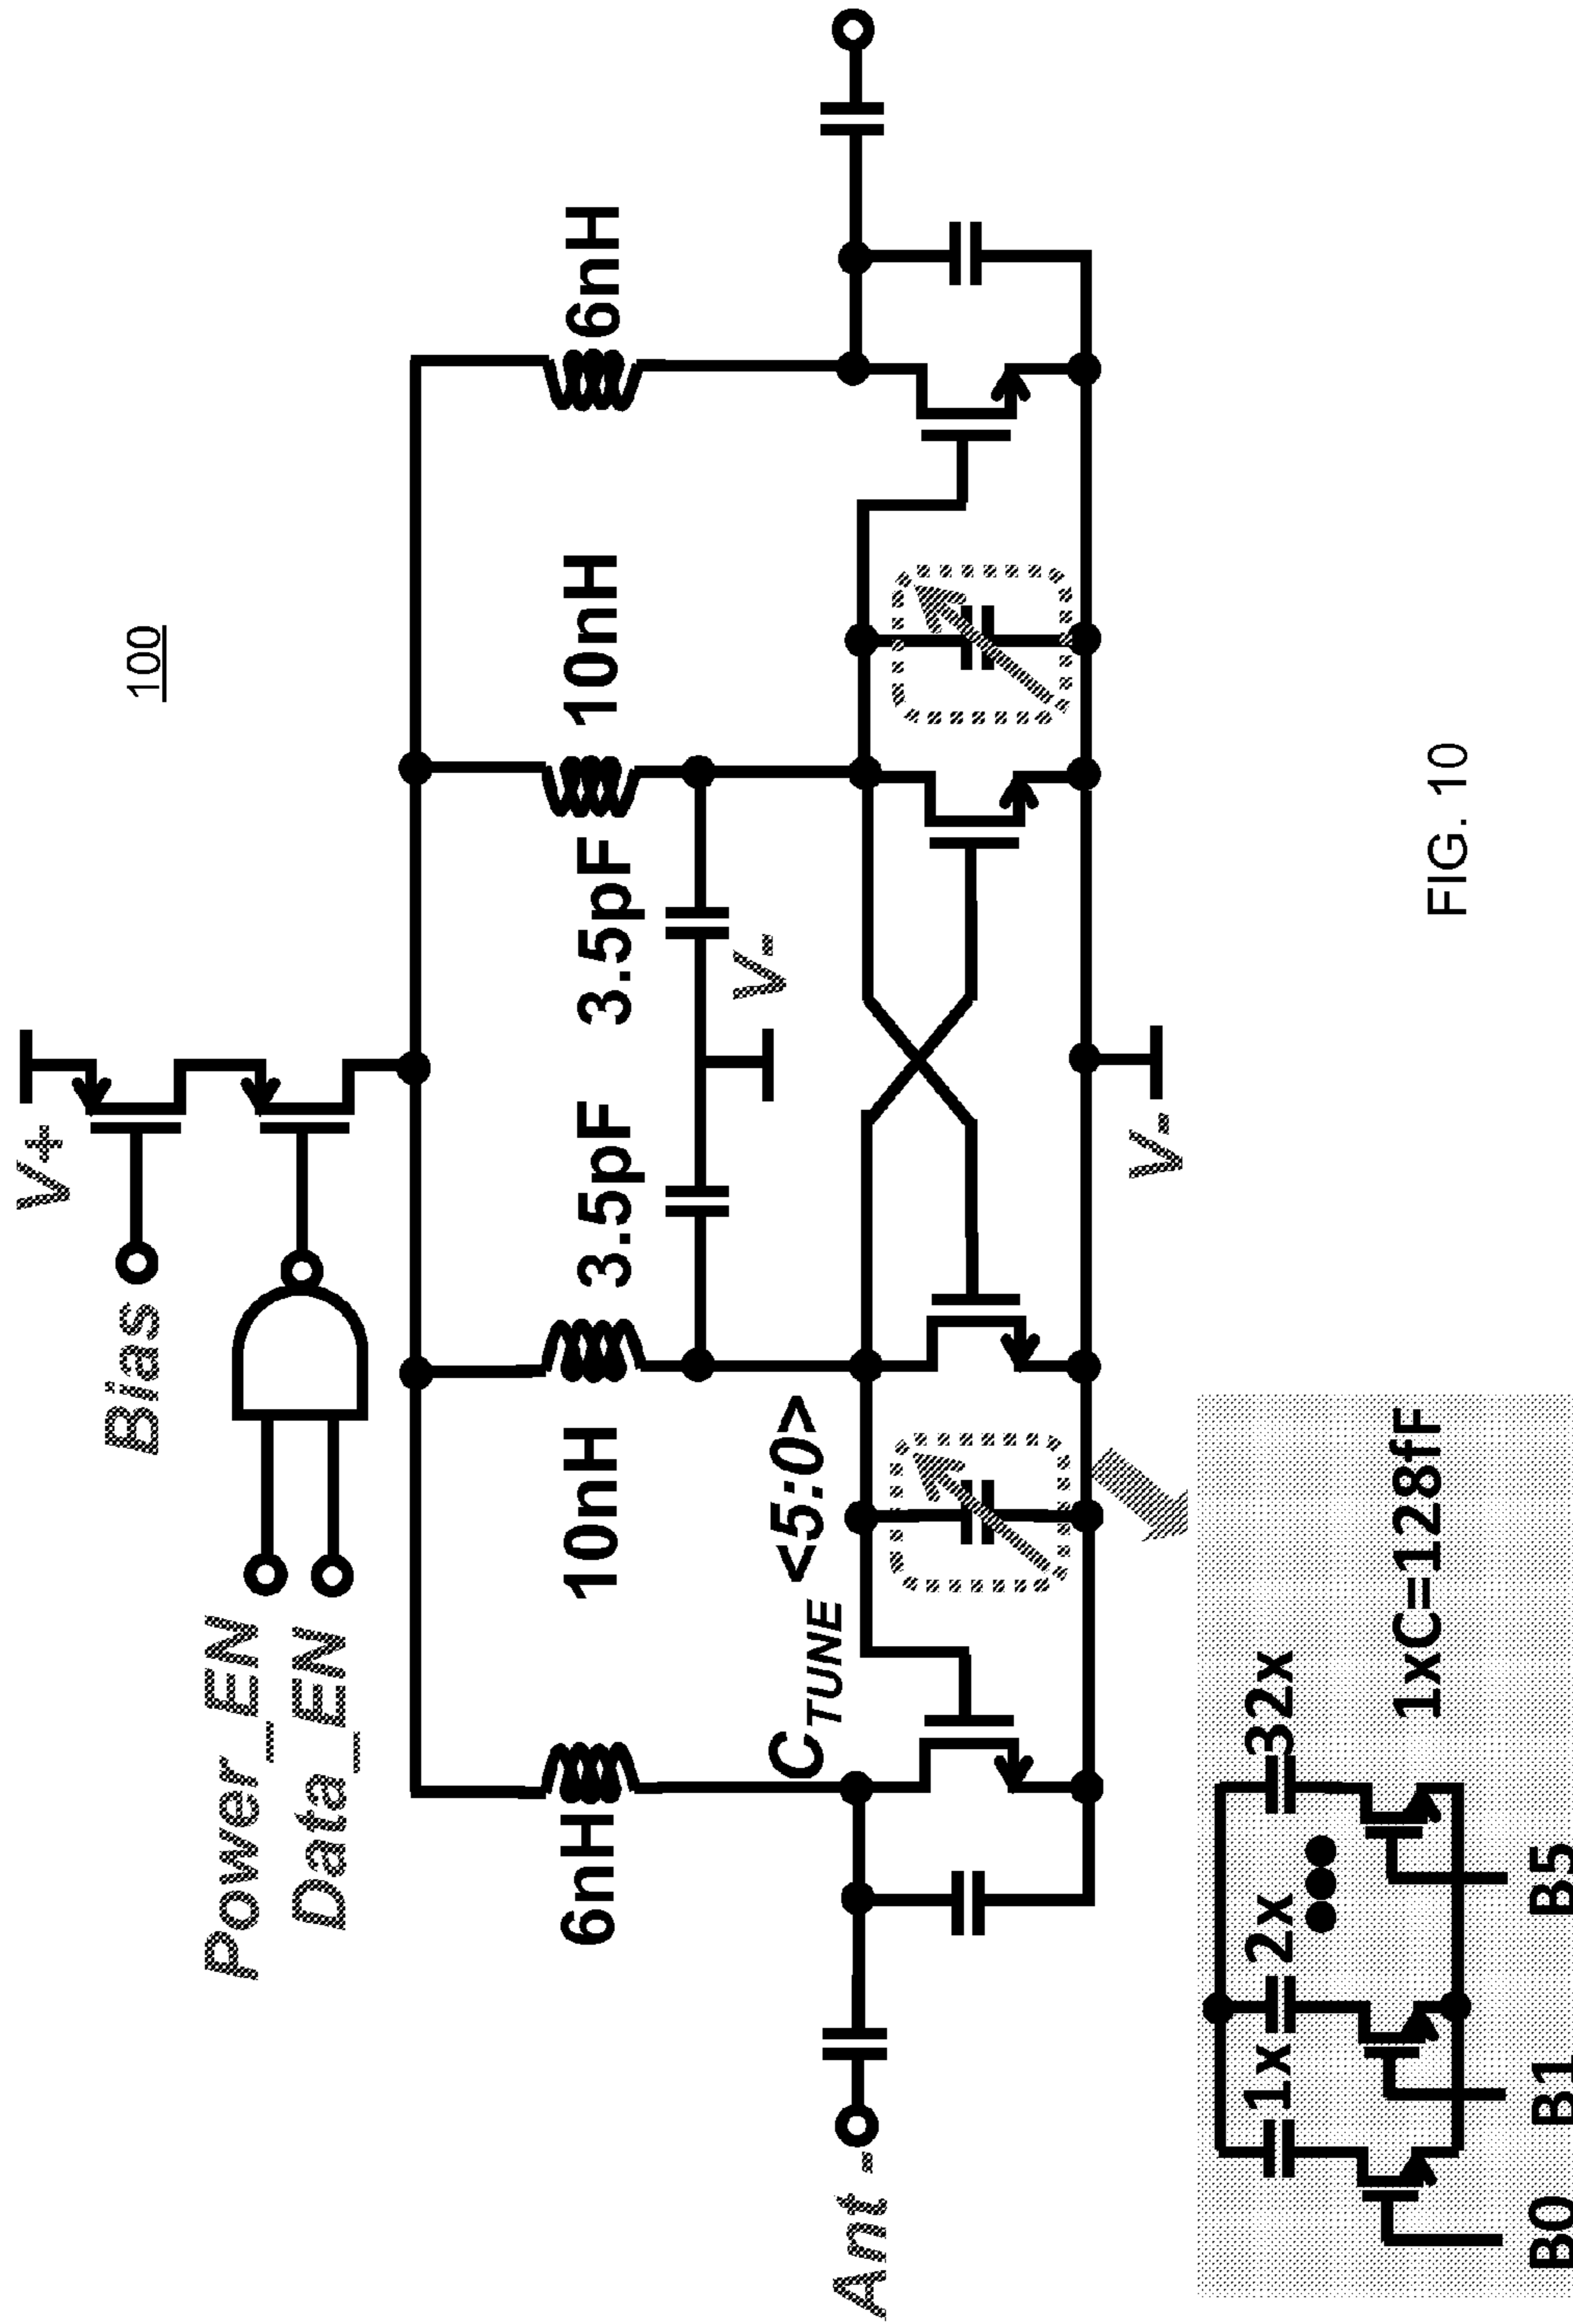 100
V+
Bias
Power_EN
Data_EN
6nH
10nH
3.5pF
3.5pF
10nH
6nH
V-
C_TUNE <5:0>
Ant -
V-
1x
2x
32x
1xC=128fF
B0
B1
B5
FIG. 10